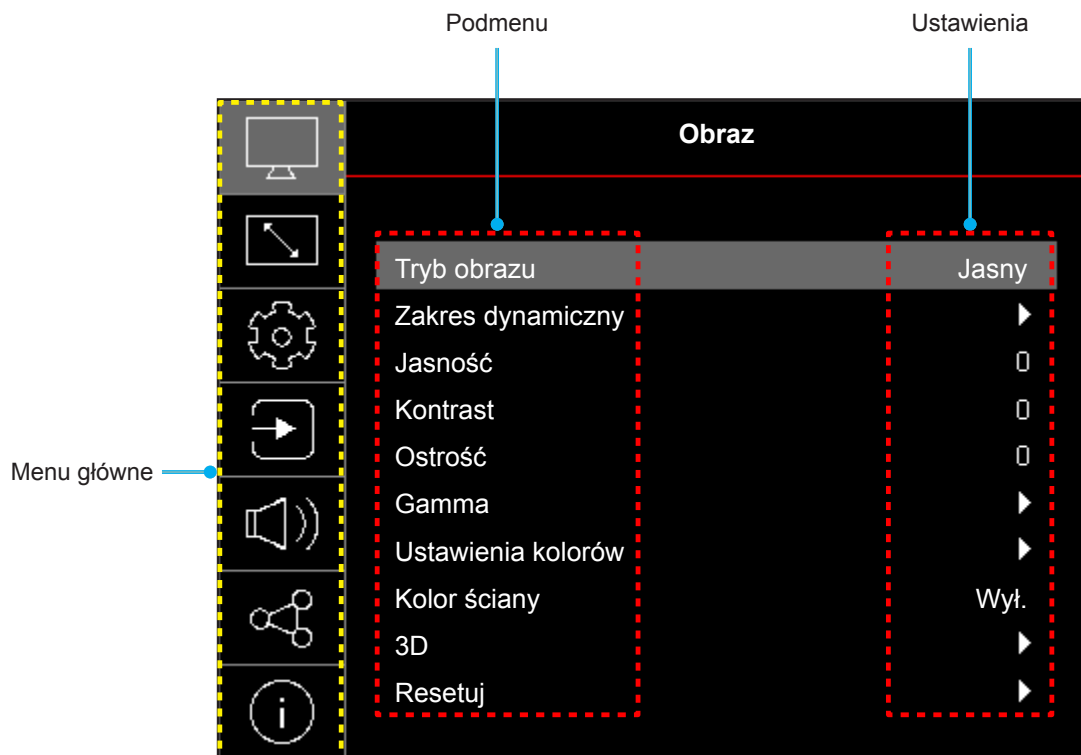 Podmenu Ustawienia
Obraz
Tryb obrazu Jasny
Zakres dynamiczny
Jasność 0
Kontrast 0
Ostrość 0
Menu główne
Gamma
Ustawienia kolorów
Kolor ściany Wył.
3D
Resetuj